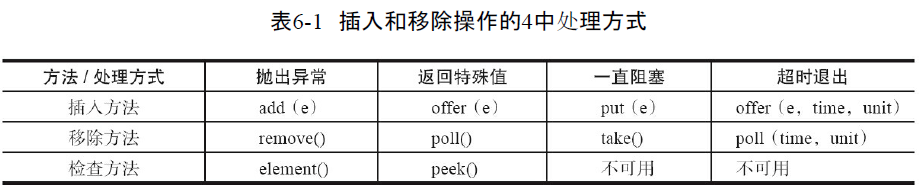 表6-1 插入和移除操作的4中处理方式
方法 / 处理方式 抛出异常 返回特殊值 一直阻塞 超时退出
插入方法 add（e） offer（e） put（e） offer（e，time，unit）
移除方法 remove() poll() take() poll（time，unit）
检查方法 element() peek() 不可用 不可用